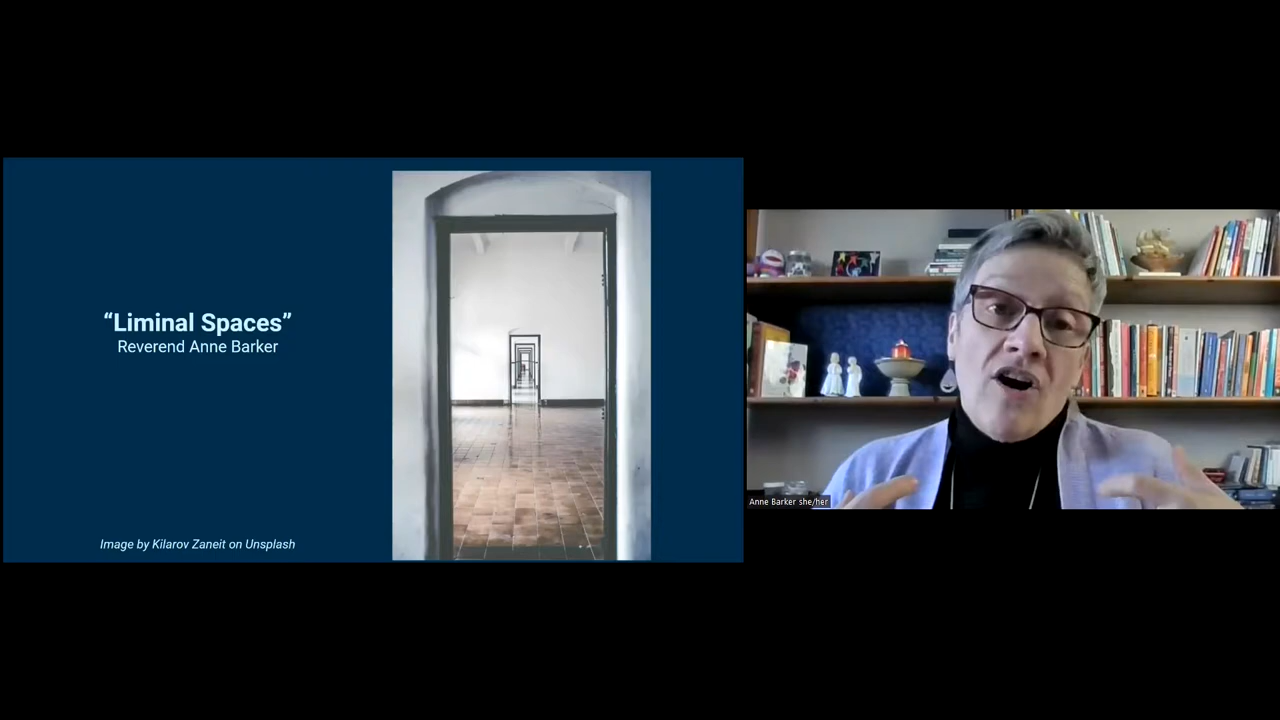 “Liminal Spaces”
Reverend Anne Barker
Image by Kilarov Zaneit on Unsplash
Anne Barker she/her